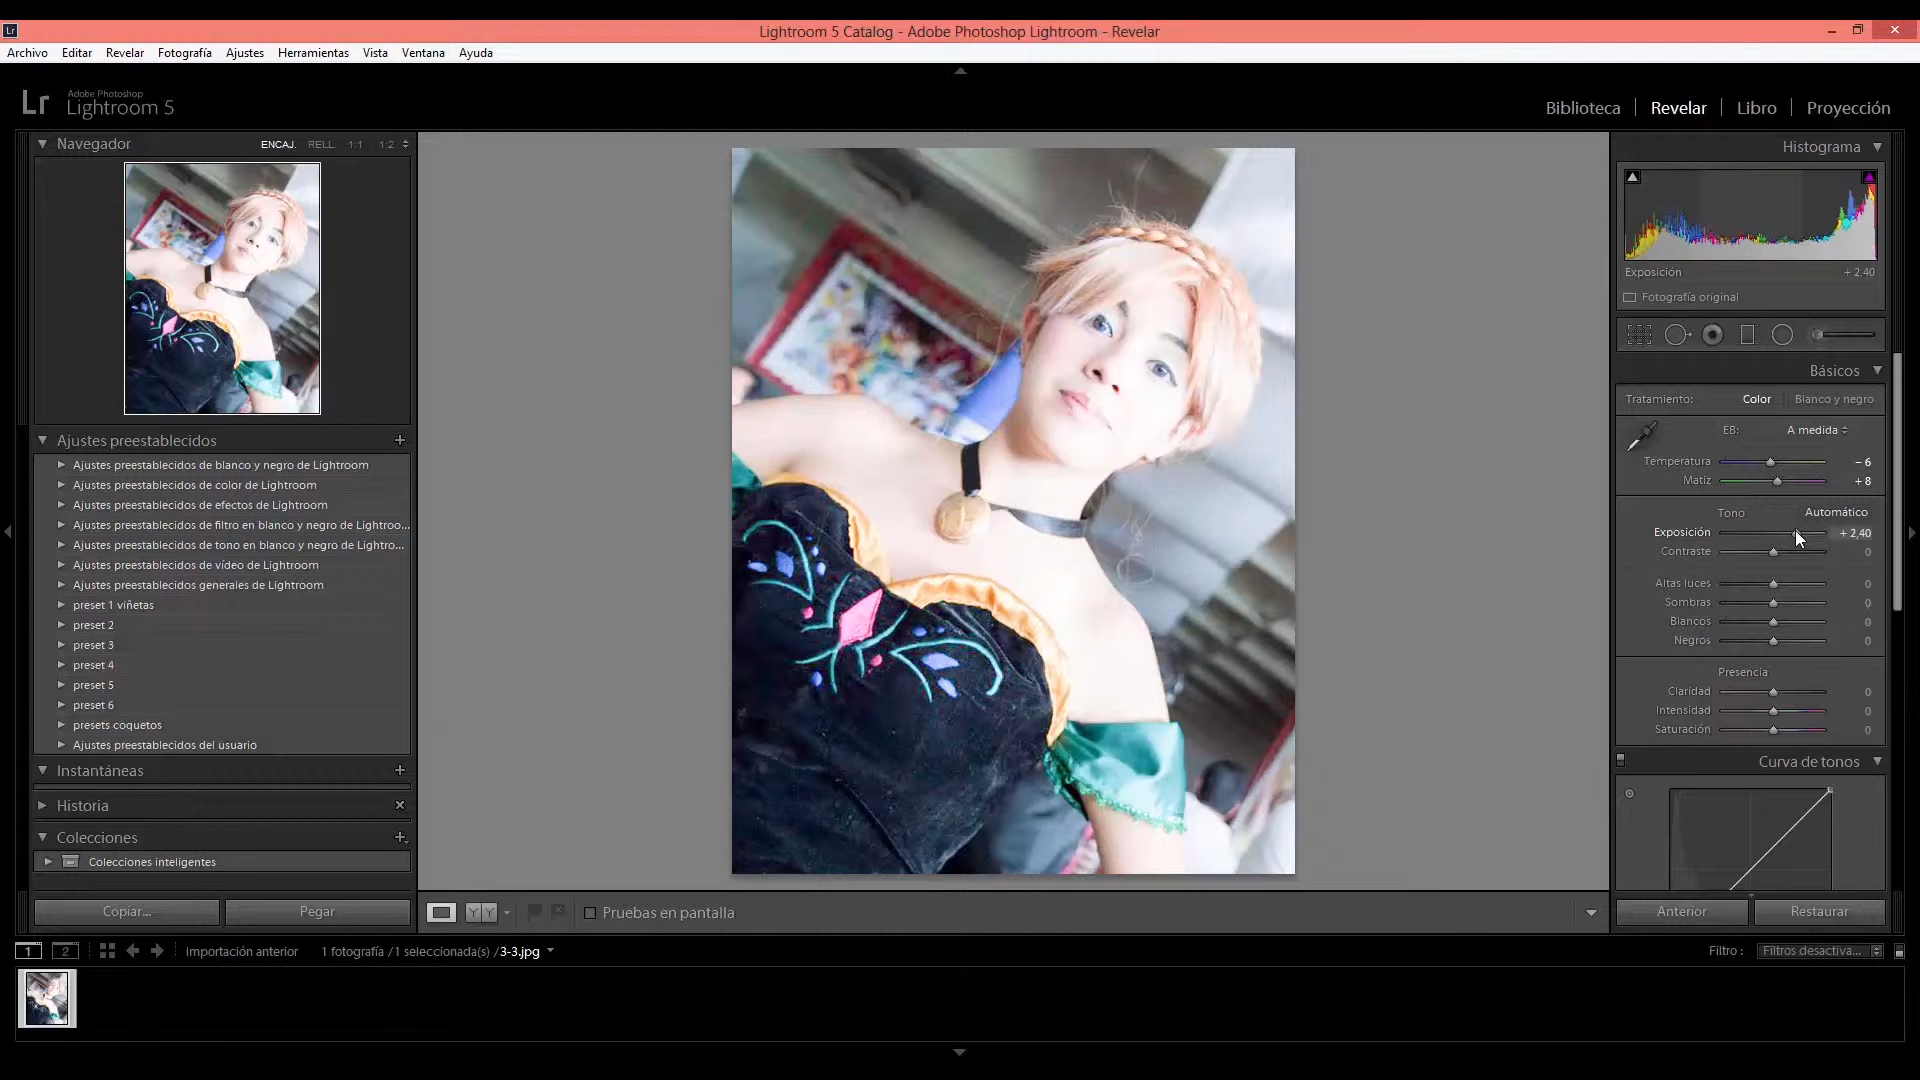 Lr
Lightroom 5 Catalog - Adobe Photoshop Lightroom - Revelar
Archivo Editar Revelar Fotografía Ajustes Herramientas Vista Ventana Ayuda
Lr Adobe Photoshop
Lightroom 5
Biblioteca Revelar Libro Proyección
Navegador ENCAJ. RELL. 1:1 1:2
Ajustes preestablecidos
Ajustes preestablecidos de blanco y negro de Lightroom
Ajustes preestablecidos de color de Lightroom
Ajustes preestablecidos de efectos de Lightroom
Ajustes preestablecidos de filtro en blanco y negro de Lightroo...
Ajustes preestablecidos de tono en blanco y negro de Lightro...
Ajustes preestablecidos de vídeo de Lightroom
Ajustes preestablecidos generales de Lightroom
preset 1 viñetas
preset 2
preset 3
preset 4
preset 5
preset 6
presets coquetos
Ajustes preestablecidos del usuario
Instantáneas
Historia
Colecciones
Colecciones inteligentes
Copiar... Pegar
YY Pruebas en pantalla
Histograma
Exposición + 2,40
Fotografía original
Básicos
Tratamiento: Color Blanco y negro
EB: A medida
Temperatura – 6
Matiz + 8
Tono Automático
Exposición + 2,40
Contraste 0
Altas luces 0
Sombras 0
Blancos 0
Negros 0
Presencia
Claridad 0
Intensidad 0
Saturación 0
Curva de tonos
Anterior Restaurar
1 2 Importación anterior 1 fotografía /1 seleccionada(s) /3-3.jpg Filtro : Filtros desactiva...